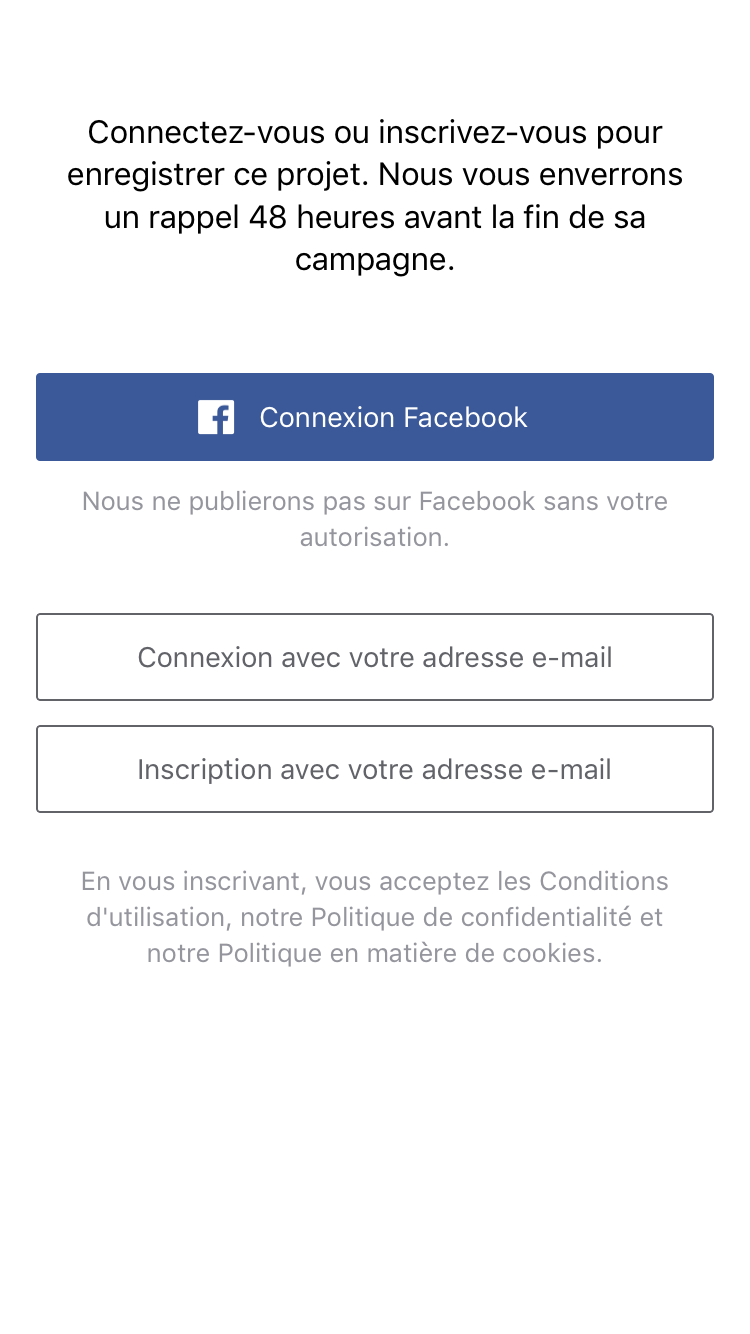 Connectez-vous ou inscrivez-vous pour
enregistrer ce projet. Nous vous enverrons
un rappel 48 heures avant la fin de sa
campagne.
Connexion Facebook
Nous ne publierons pas sur Facebook sans votre
autorisation.
Connexion avec votre adresse e-mail
Inscription avec votre adresse e-mail
En vous inscrivant, vous acceptez les Conditions
d'utilisation, notre Politique de confidentialité et
notre Politique en matière de cookies.